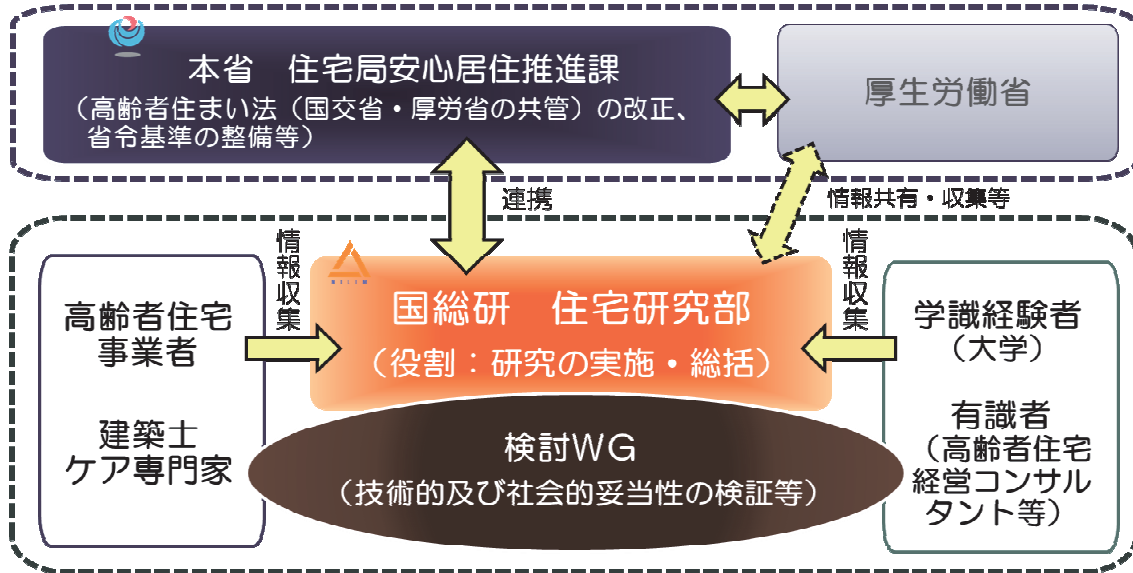 本省　住宅局安心居住推進課
（高齢者住まい法（国交省・厚労省の共管）の改正、
省令基準の整備等）
厚生労働省
連携
情報共有・収集等
情報収集
高齢者住宅
事業者
建築士
ケア専門家
国総研　住宅研究部
（役割：研究の実施・総括）
検討WG
（技術的及び社会的妥当性の検証等）
情報収集
学識経験者
（大学）
有識者
（高齢者住宅
経営コンサル
タント等）